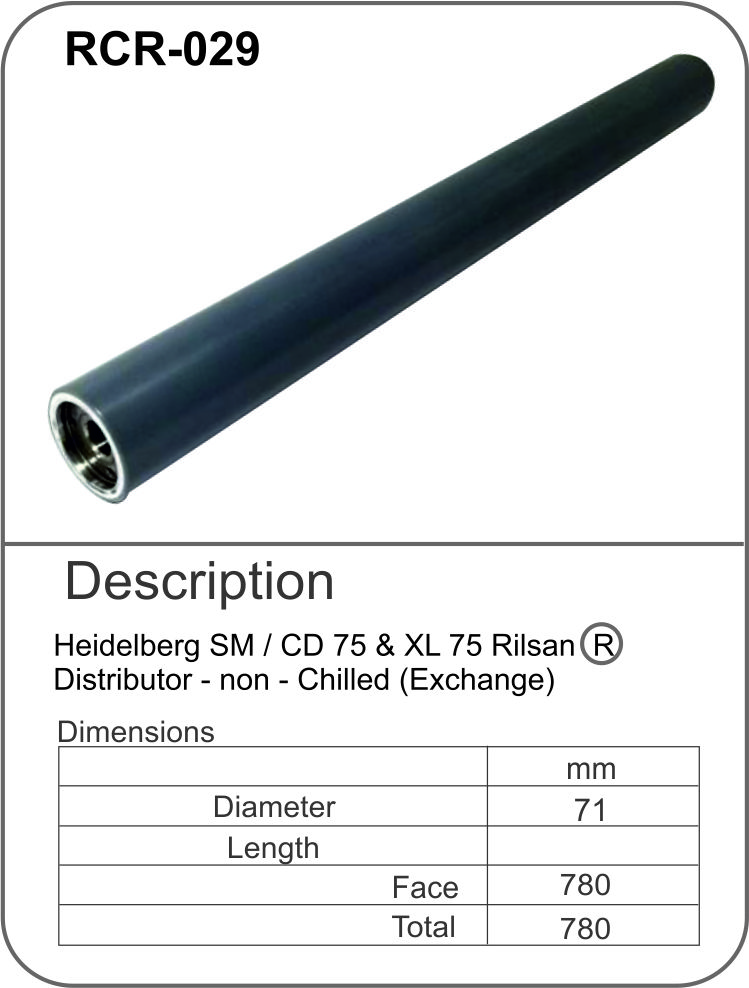 RCR-029
Description
Heidelberg SM / CD 75 & XL 75 Rilsan ®
Distributor - non - Chilled (Exchange)
Dimensions
mm
Diameter 71
Length
Face 780
Total 780